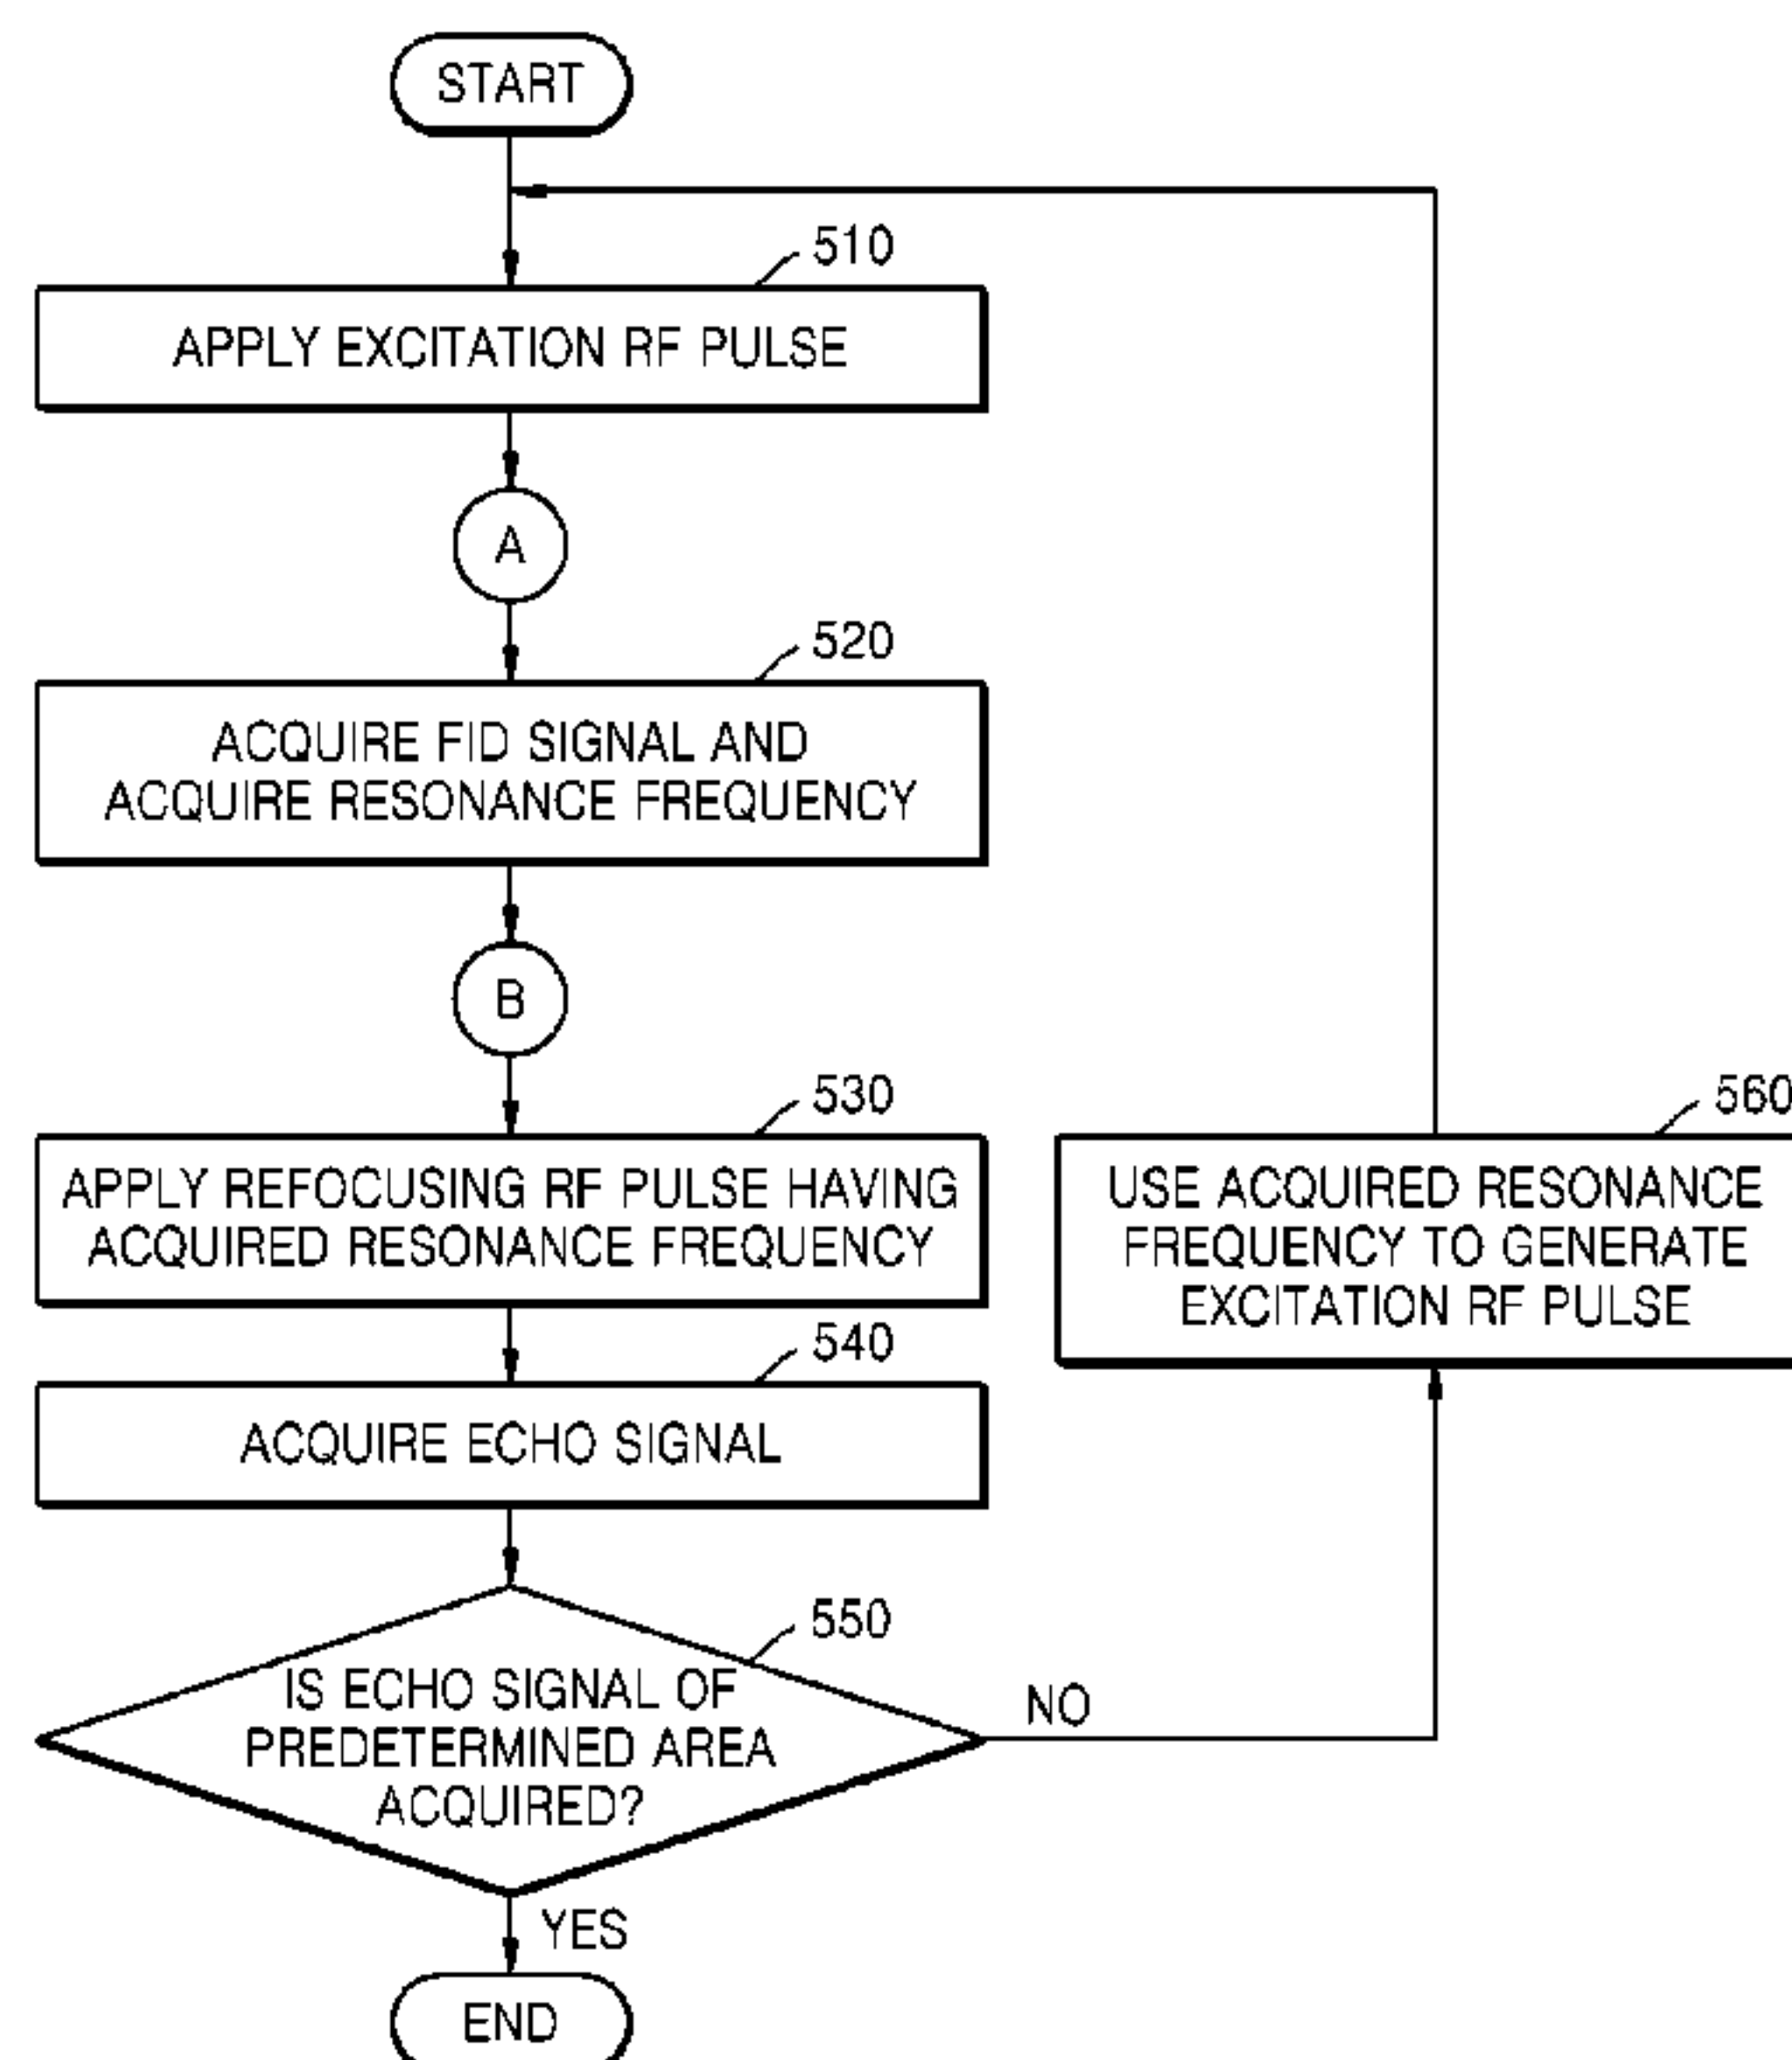 START
510
APPLY EXCITATION RF PULSE
A
520
ACQUIRE FID SIGNAL AND
ACQUIRE RESONANCE FREQUENCY
B
530
APPLY REFOCUSING RF PULSE HAVING
ACQUIRED RESONANCE FREQUENCY
540
ACQUIRE ECHO SIGNAL
550
IS ECHO SIGNAL OF
PREDETERMINED AREA
ACQUIRED?
NO
560
USE ACQUIRED RESONANCE
FREQUENCY TO GENERATE
EXCITATION RF PULSE
YES
END